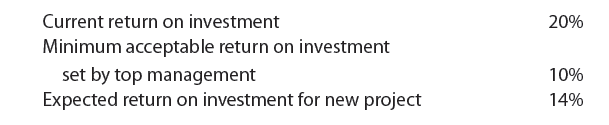 Current return on investment 20%
Minimum acceptable return on investment
set by top management 10%
Expected return on investment for new project 14%